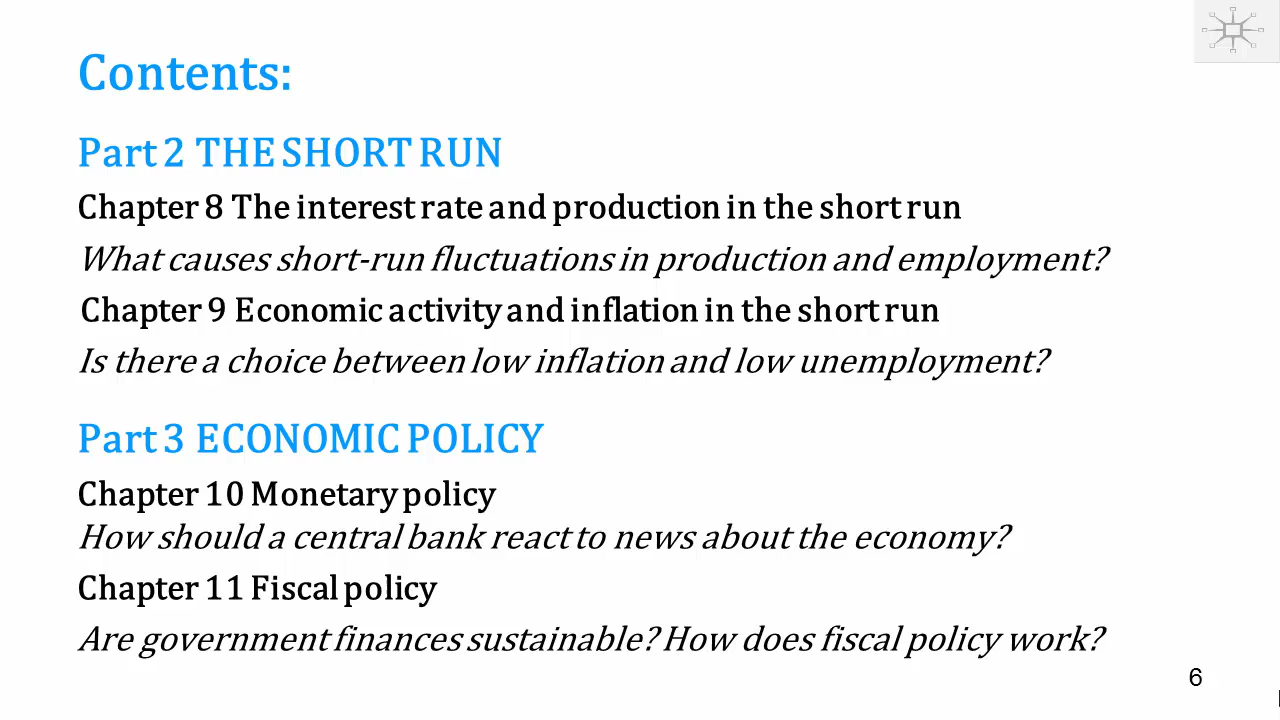 Contents:
Part 2 THE SHORT RUN
Chapter 8 The interest rate and production in the short run
What causes short-run fluctuations in production and employment?
Chapter 9 Economic activity and inflation in the short run
Is there a choice between low inflation and low unemployment?
Part 3 ECONOMIC POLICY
Chapter 10 Monetary policy
How should a central bank react to news about the economy?
Chapter 11 Fiscal policy
Are government finances sustainable? How does fiscal policy work?
6